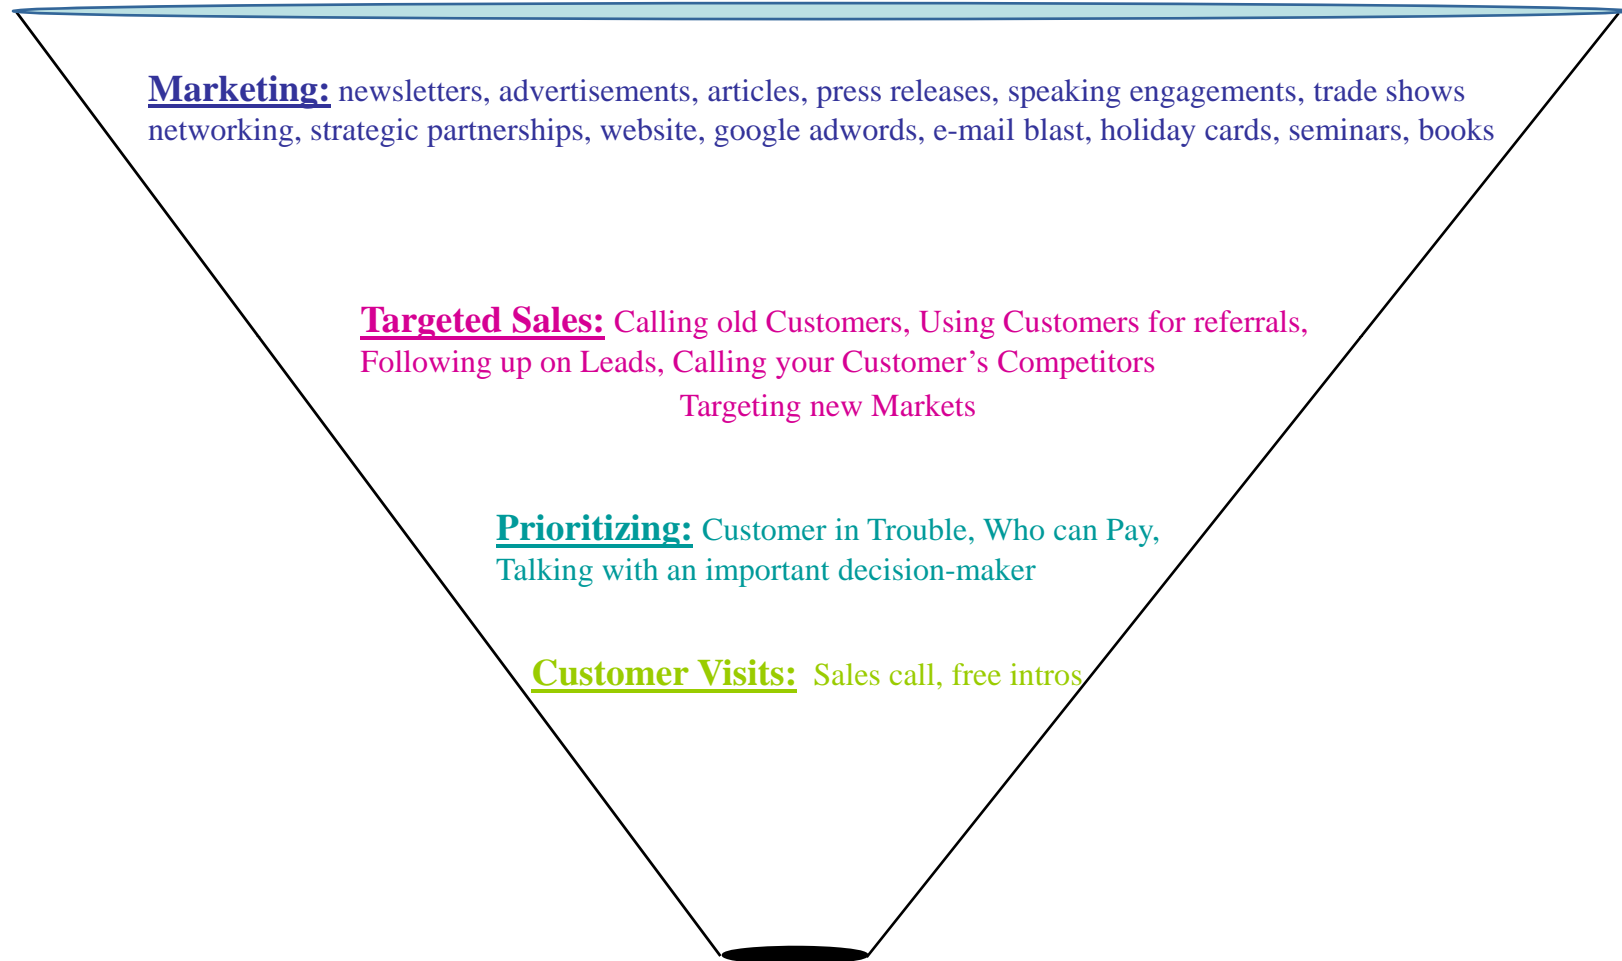 Marketing: newsletters, advertisements, articles, press releases, speaking engagements, trade shows
networking, strategic partnerships, website, google adwords, e-mail blast, holiday cards, seminars, books
Targeted Sales: Calling old Customers, Using Customers for referrals,
Following up on Leads, Calling your Customer’s Competitors
Targeting new Markets
Prioritizing: Customer in Trouble, Who can Pay,
Talking with an important decision-maker
Customer Visits: Sales call, free intros